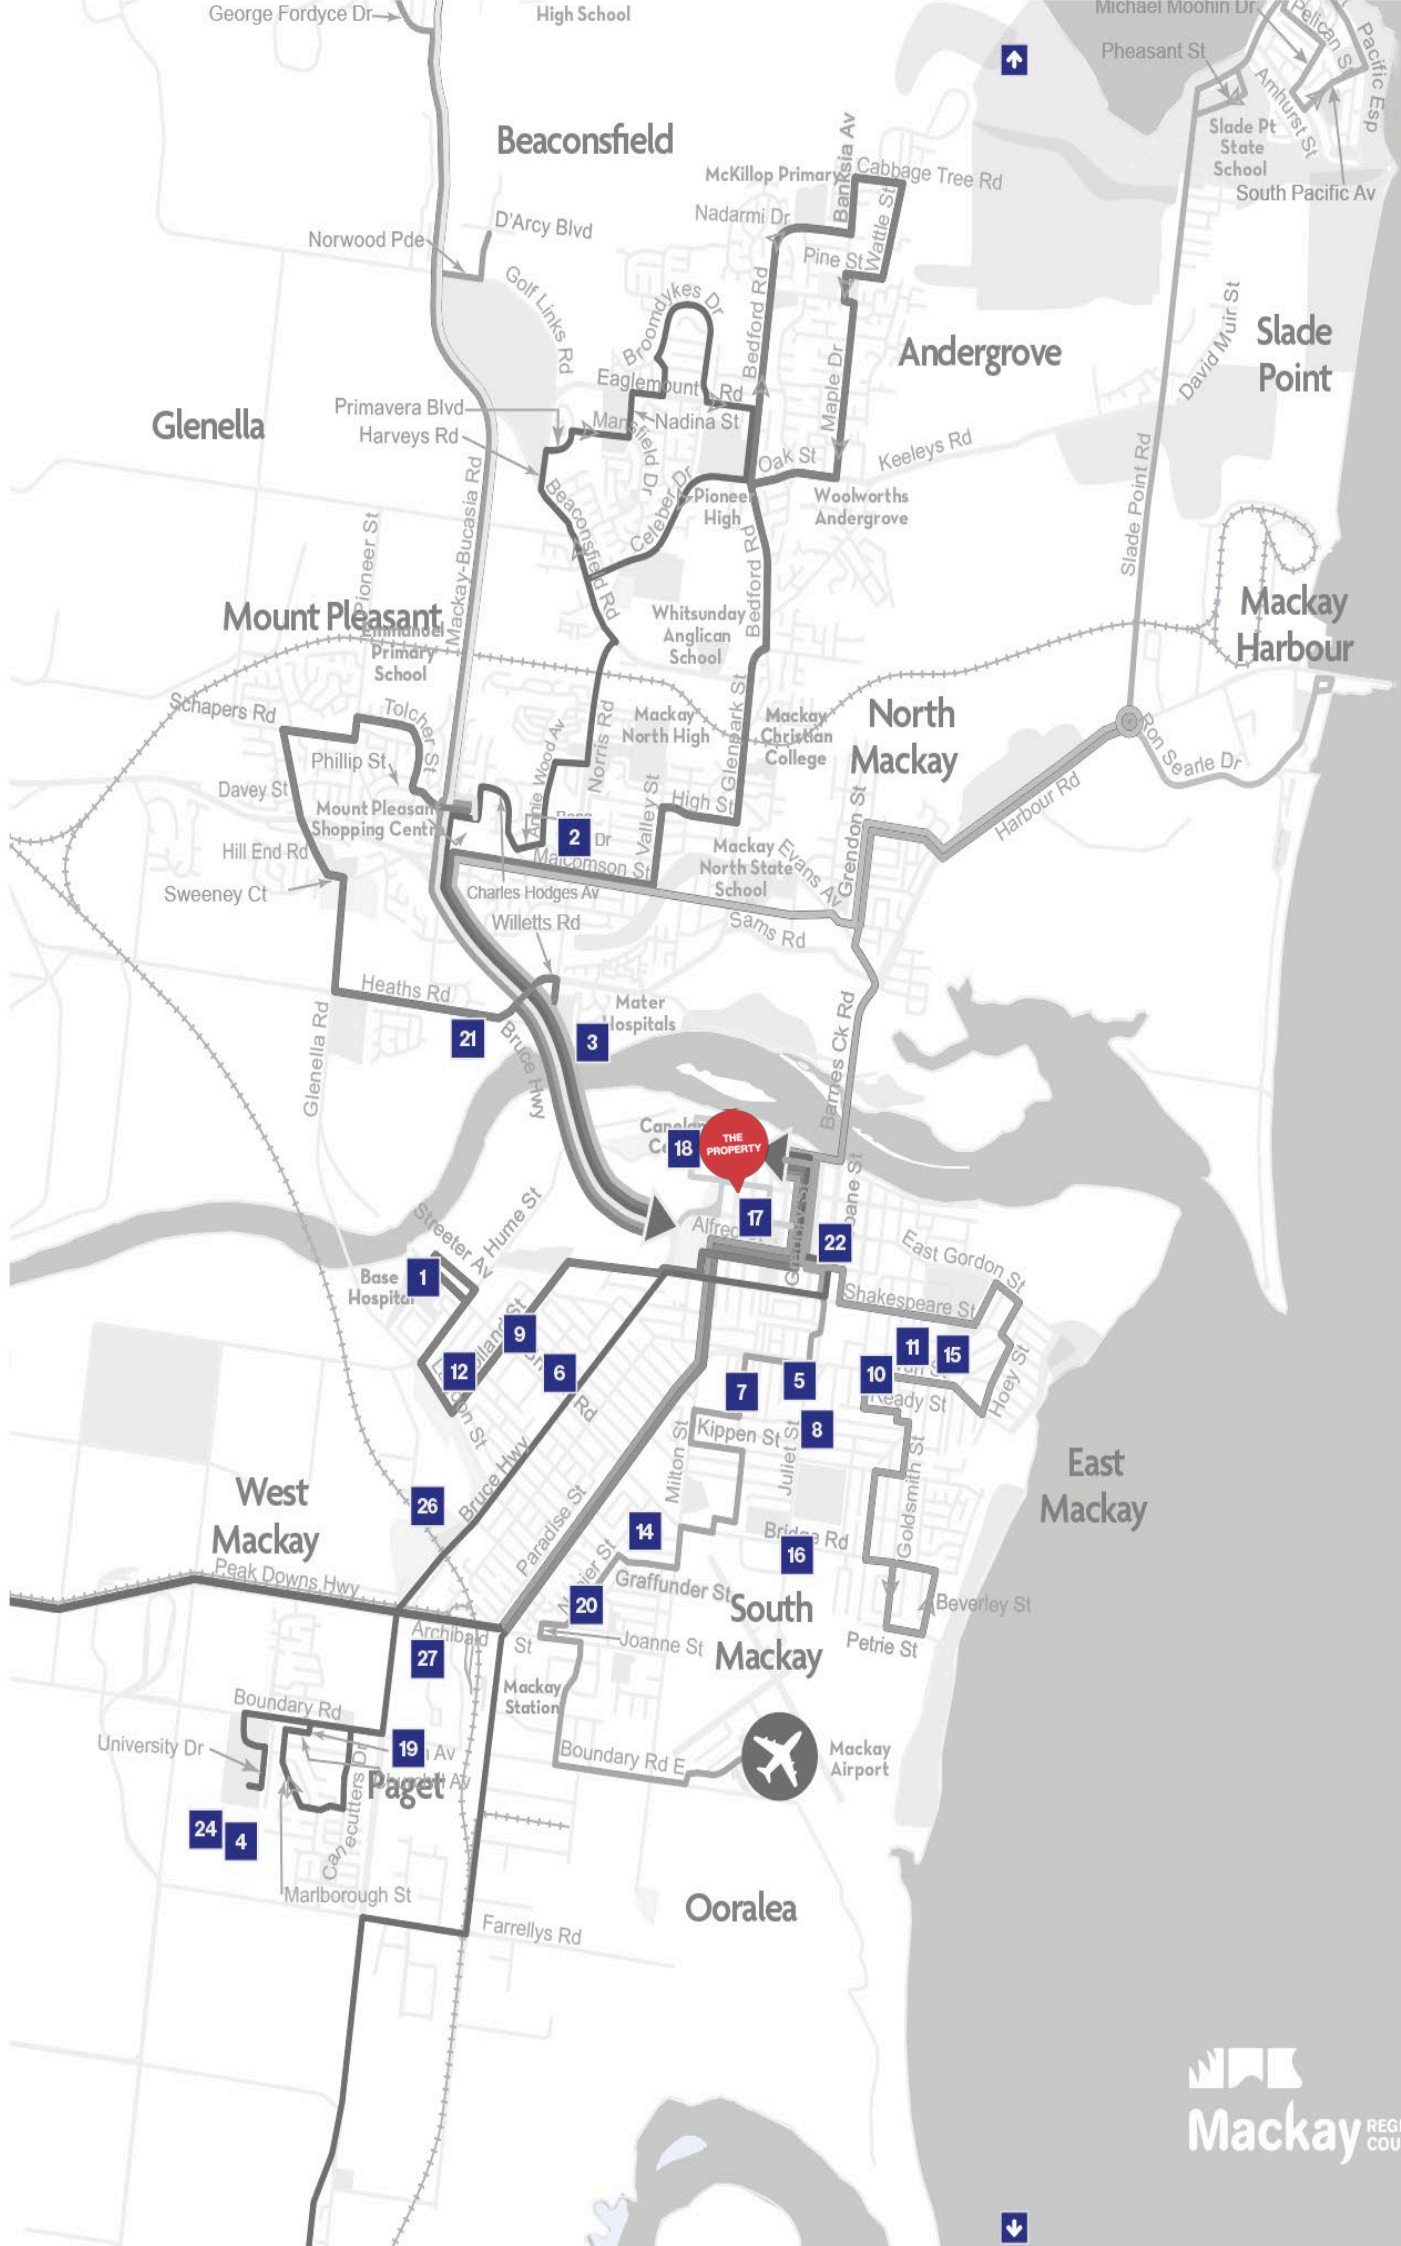 George Fordyce Dr
High School
Michael Moohin Dr
Pelican St
Pacific Esp
Pheasant St
Amhurst St
Slade Pt
State
School
South Pacific Av
Beaconsfield
McKillop Primary
Banksia Av
Cabbage Tree Rd
Nadarmi Dr
Wattle St
Pine St
D'Arcy Blvd
Norwood Pde
Golf Links Rd
Broomdykes Dr
Bedford Rd
Maple Dr
Andergrove
David Muir St
Slade
Point
Eaglemount Rd
Primavera Blvd
Harveys Rd
Mansfield Dr
Nadina St
Glenella
Oak St
Keeleys Rd
Slade Point Rd
Celeber Dr
Pioneer
High
Woolworths
Andergrove
Beaconsfield Rd
Mackay-Bucasia Rd
Pioneer St
Bedford Rd
Mount Pleasant
Emmanuel
Primary
School
Whitsunday
Anglican
School
Mackay
Harbour
Schapers Rd
Tolcher St
Phillip St
Davey St
Mackay
North High
Norris Rd
Glenpark St
Mackay
Christian
College
North
Mackay
Ron Searle Dr
Harbour Rd
Annie Wood Av
Valley St
High St
Grendon St
Mount Pleasant
Shopping Centre
2
Dr
Malcomson St
Hill End Rd
Sweeney Ct
Charles Hodges Av
Willetts Rd
Mackay
North State
School
Evans Av
Sams Rd
Heaths Rd
Glenella Rd
21
Bruce Hwy
Mater
Hospitals
3
Barnes Ck Rd
18
THE
PROPERTY
17
22
East Gordon St
Shakespeare St
Hume St
Streeter Av
Base
Hospital
1
9
12
6
Rd
11
15
10
5
7
8
Ready St
Hoey St
Kippen St
Milton St
Juliet St
Goldsmith St
East
Mackay
West
Mackay
26
Bruce Hwy
Paradise St
14
Bridge Rd
16
Peak Downs Hwy
Graffunder St
20
South
Mackay
Beverley St
Petrie St
Archibald St
Joanne St
27
Mackay
Station
Boundary Rd
University Dr
19
Av
Churchill Av
Paget
Canecutters Dr
Boundary Rd E
Mackay
Airport
24
4
Marlborough St
Ooralea
Farrellys Rd
Mackay